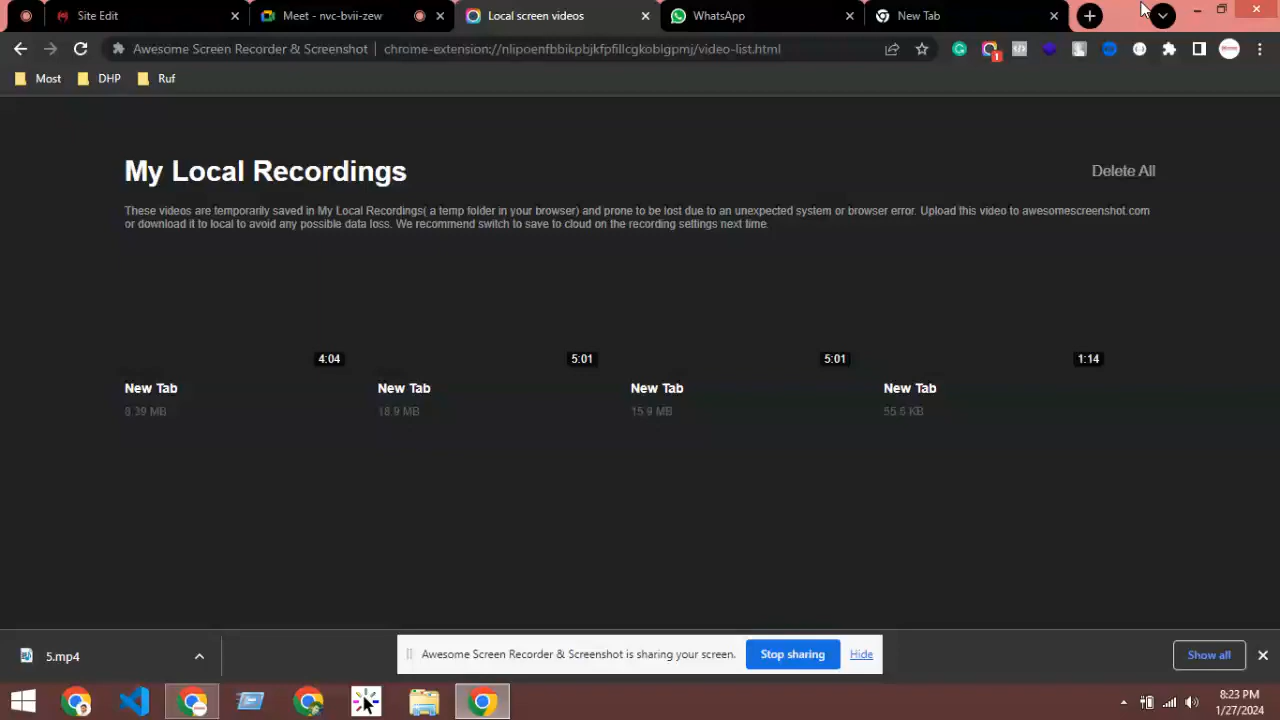 Site Edit
Meet - nvc-bvii-zew
Local screen videos
WhatsApp
New Tab
Awesome Screen Recorder & Screenshot | chrome-extension://nlipoenfbbikpbjkfpfillcgkoblgpmj/video-list.html
1
Most
DHP
Ruf
My Local Recordings
Delete All
These videos are temporarily saved in My Local Recordings( a temp folder in your browser) and prone to be lost due to an unexpected system or browser error. Upload this video to awesomescreenshot.com
or download it to local to avoid any possible data loss. We recommend switch to save to cloud on the recording settings next time.
4:04
5:01
5:01
1:14
New Tab
New Tab
New Tab
New Tab
8.39 MB
18.9 MB
15.9 MB
55.6 KB
5.mp4
Awesome Screen Recorder & Screenshot is sharing your screen.
Stop sharing
Hide
Show all
8:23 PM
1/27/2024